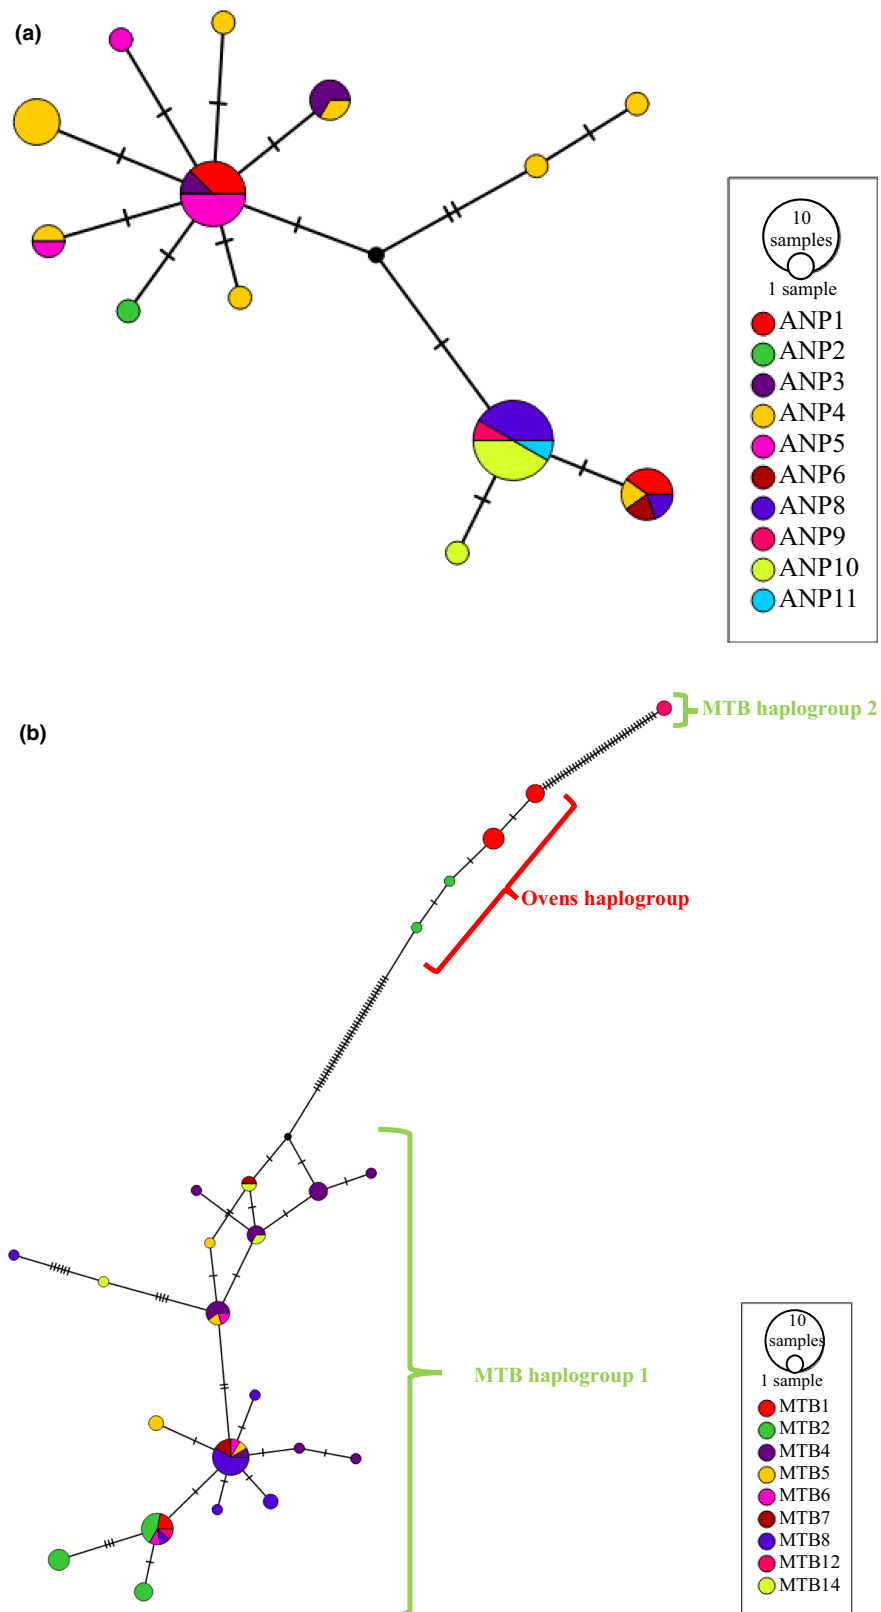 (a)
10
samples
1 sample
ANP1
ANP2
ANP3
ANP4
ANP5
ANP6
ANP8
ANP9
ANP10
ANP11
(b)
MTB haplogroup 2
Ovens haplogroup
MTB haplogroup 1
10
samples
1 sample
MTB1
MTB2
MTB4
MTB5
MTB6
MTB7
MTB8
MTB12
MTB14